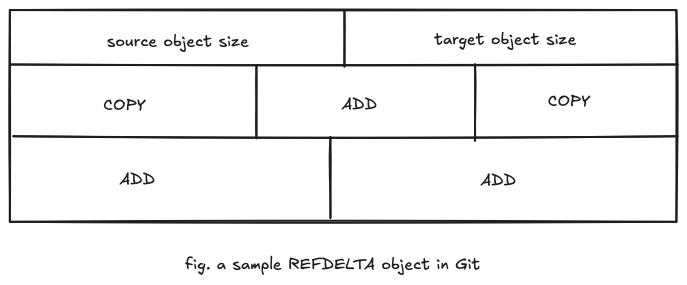 source object size target object size
COPY ADD COPY
ADD ADD
fig. a sample REFDELTA object in Git